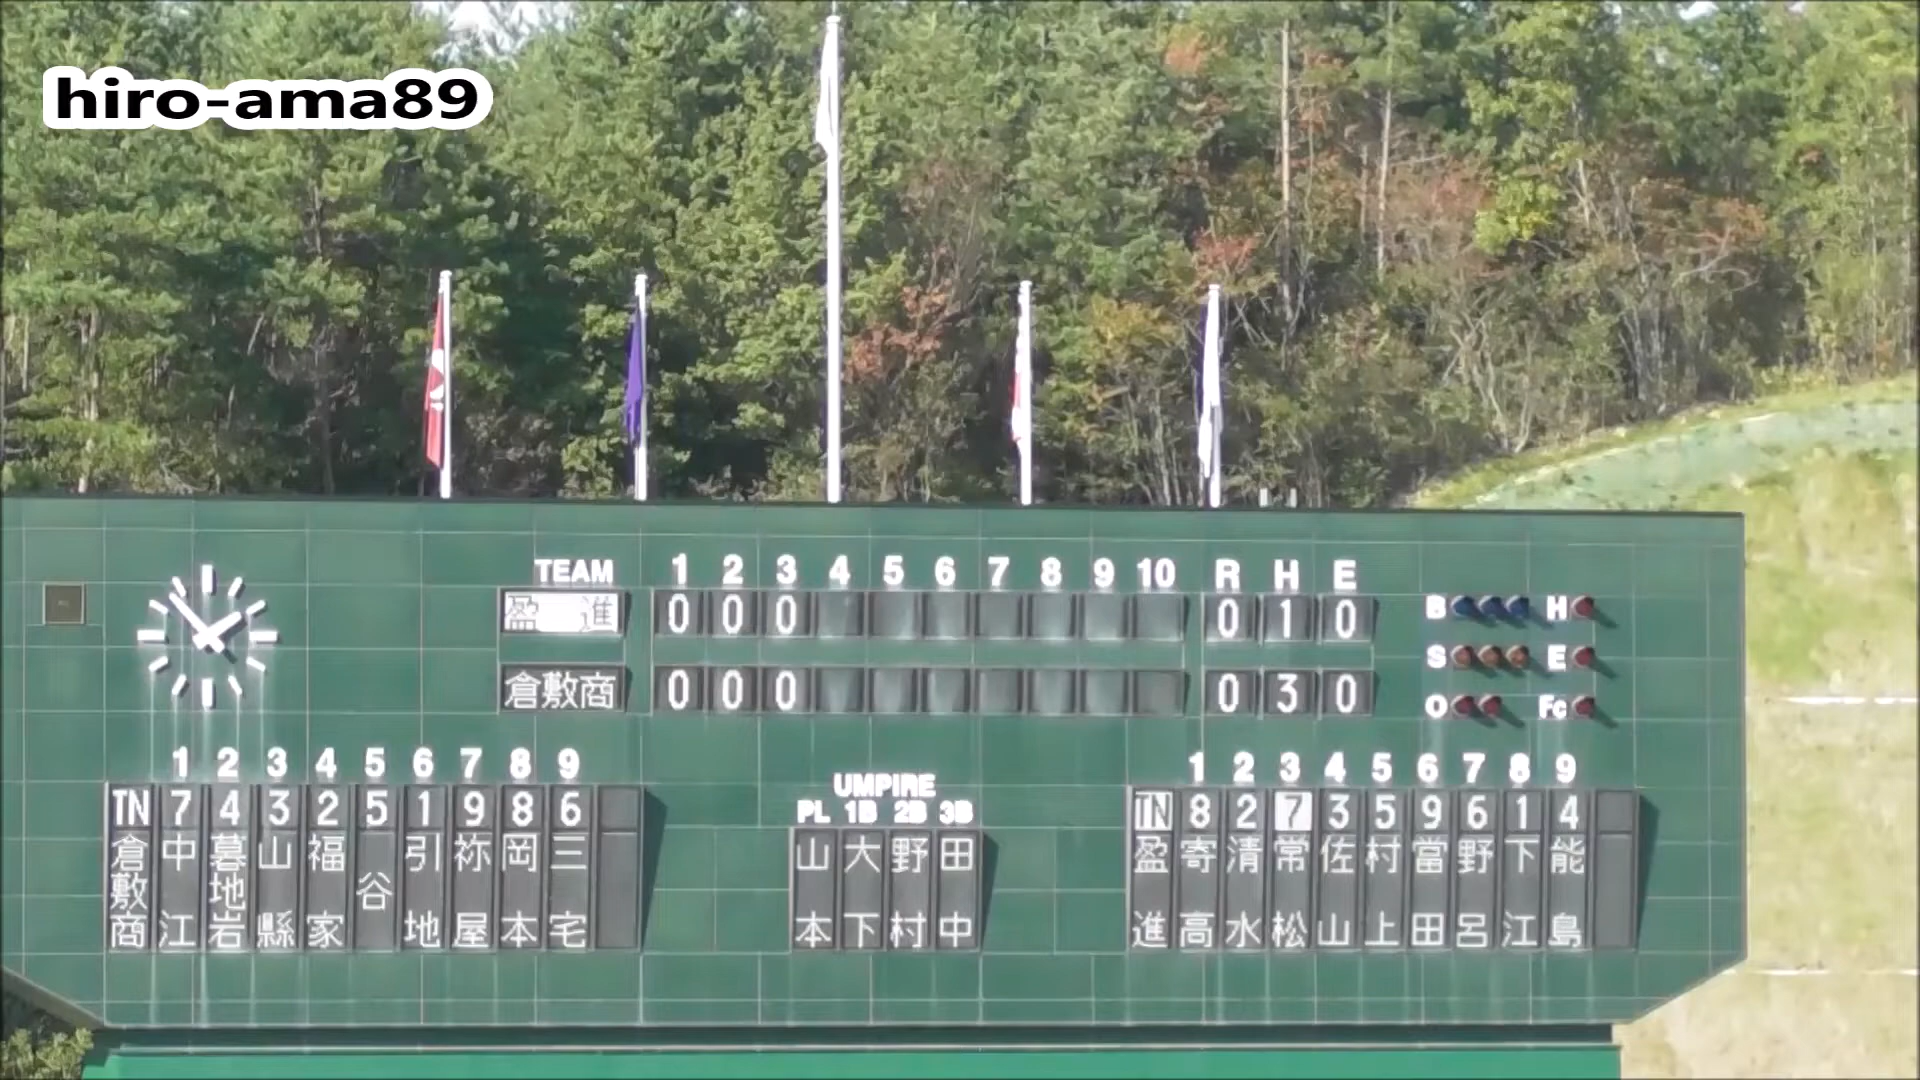 hiro-ama89
TEAM 1 2 3 4 5 6 7 8 9 10 R H E
盈進 0 0 0 0 1 0
倉敷商 0 0 0 0 3 0
B H
S E
O Fc
1 2 3 4 5 6 7 8 9
TN 7 4 3 2 5 1 9 8 6
倉敷商 中江 暮地岩 山縣 福家 谷 引地 祢屋 岡本 三宅
UMPIRE
PL 1B 2B 3B
山本 大下 野村 田中
1 2 3 4 5 6 7 8 9
TN 8 2 7 3 5 9 6 1 4
盈進 寄高 清水 常松 佐山 村上 當田 野呂 下江 能島